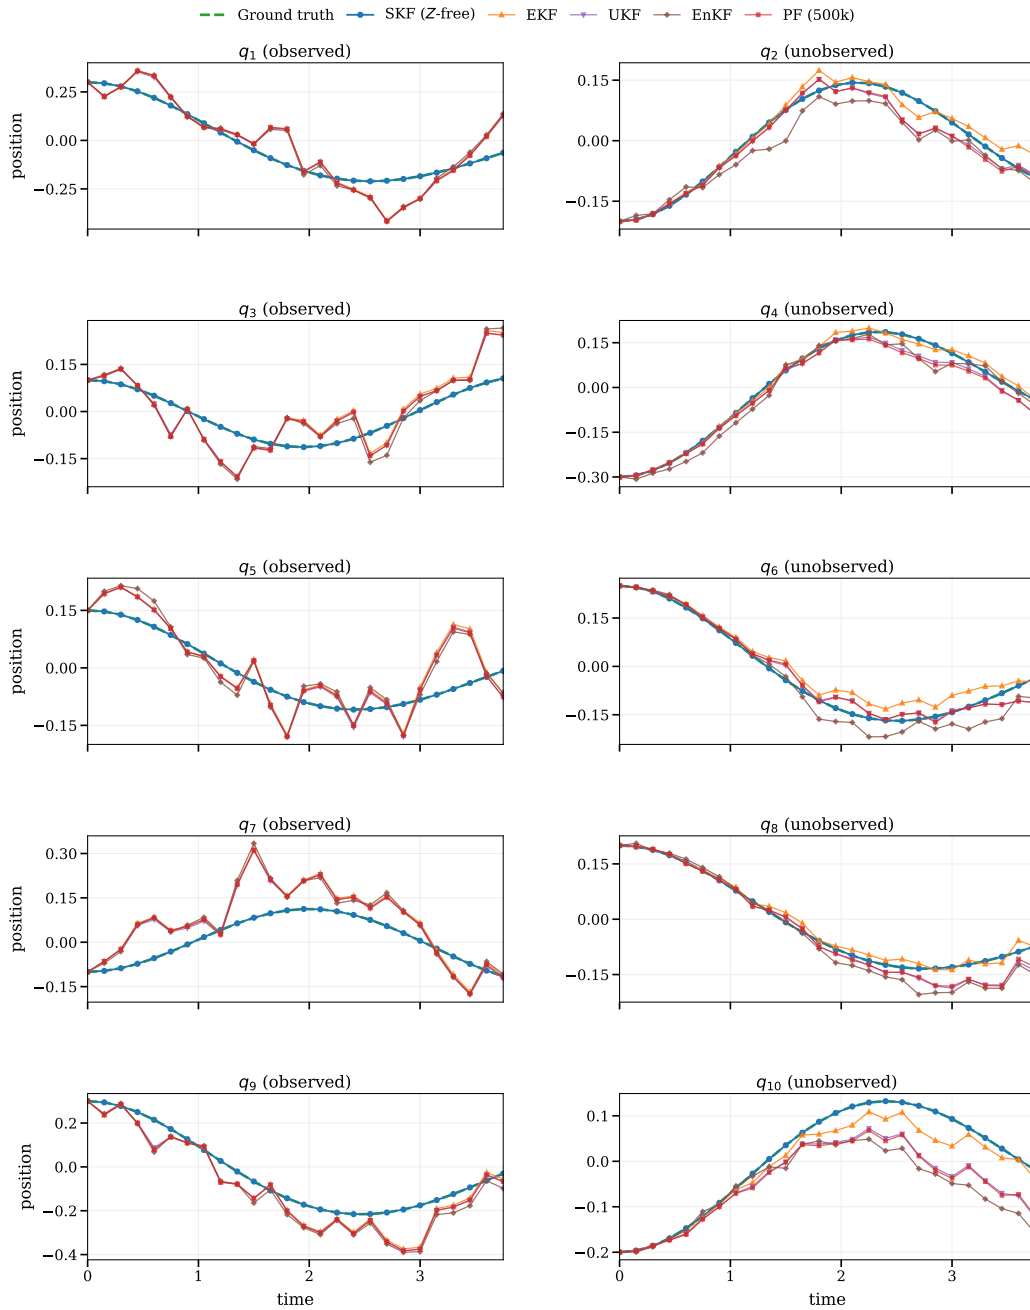 Ground truth SKF (Z-free) EKF UKF EnKF PF (500k)
q1 (observed)
q2 (unobserved)
position
0.25
0.00
−0.25
0.15
0.00
−0.15
q3 (observed)
q4 (unobserved)
position
0.15
0.00
−0.15
0.15
0.00
−0.15
−0.30
q5 (observed)
q6 (unobserved)
position
0.15
0.00
−0.15
0.15
0.00
−0.15
q7 (observed)
q8 (unobserved)
position
0.30
0.15
0.00
−0.15
0.15
0.00
−0.15
q9 (observed)
q10 (unobserved)
position
0.2
0.0
−0.2
−0.4
0.1
0.0
−0.1
−0.2
0 1 2 3
0 1 2 3
time
time